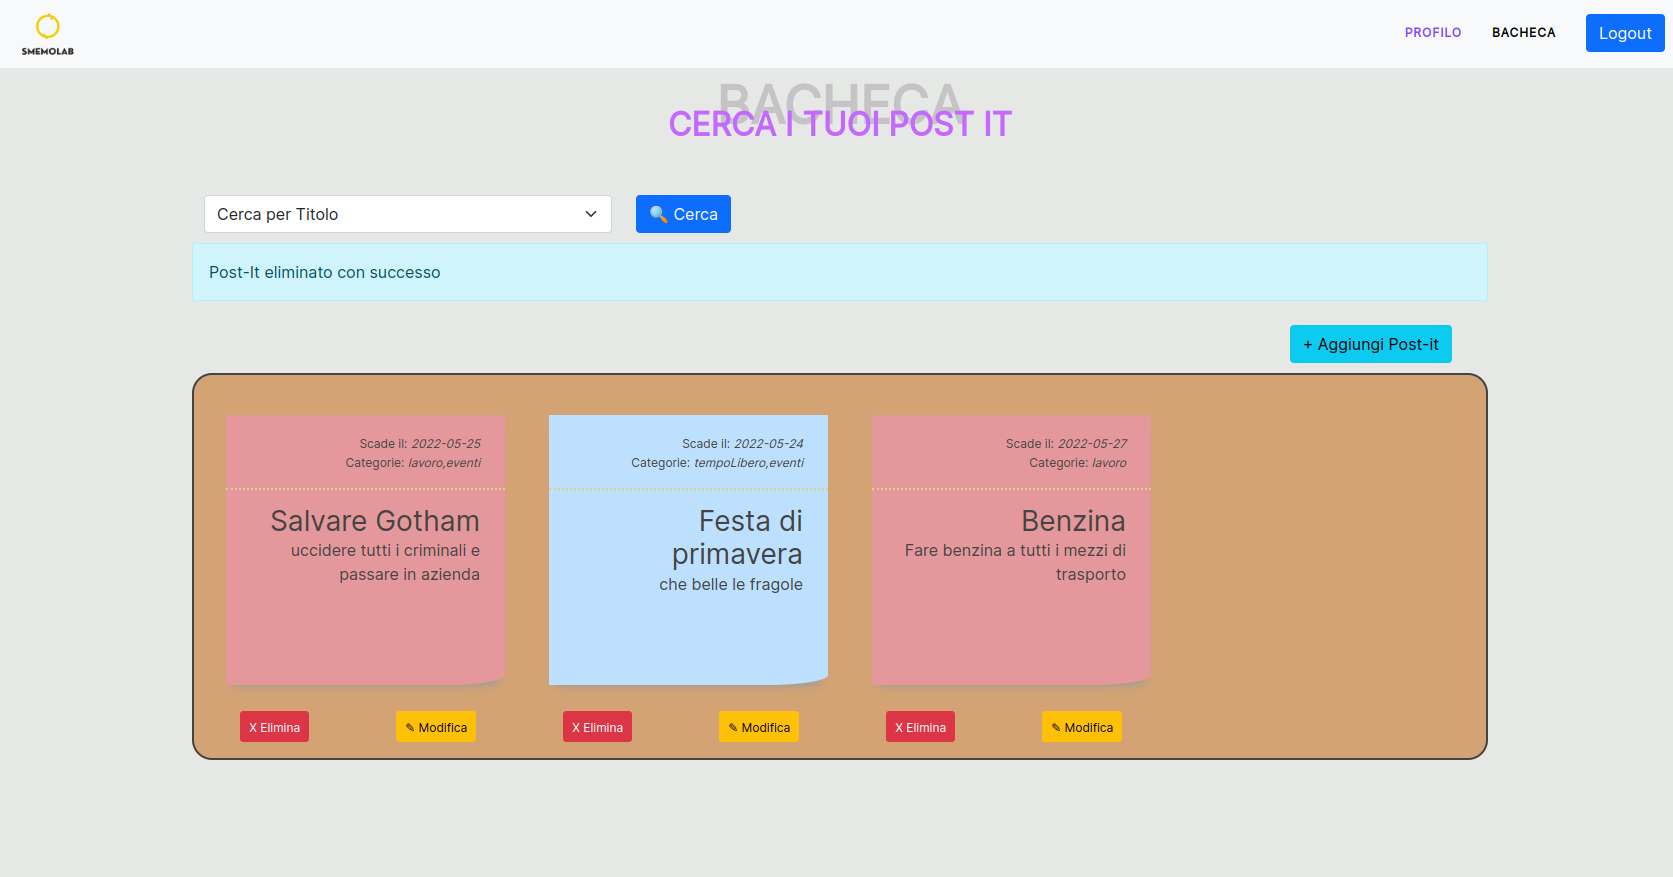 SMEMOLAB
PROFILO
BACHECA
Logout
BACHECA
CERCA I TUOI POST IT
Cerca per Titolo
🔍 Cerca
Post-It eliminato con successo
+ Aggiungi Post-it
Scade il: 2022-05-25
Categorie: lavoro,eventi
Salvare Gotham
uccidere tutti i criminali e
passare in azienda
X Elimina
✎ Modifica
Scade il: 2022-05-24
Categorie: tempoLibero,eventi
Festa di
primavera
che belle le fragole
X Elimina
✎ Modifica
Scade il: 2022-05-27
Categorie: lavoro
Benzina
Fare benzina a tutti i mezzi di
trasporto
X Elimina
✎ Modifica